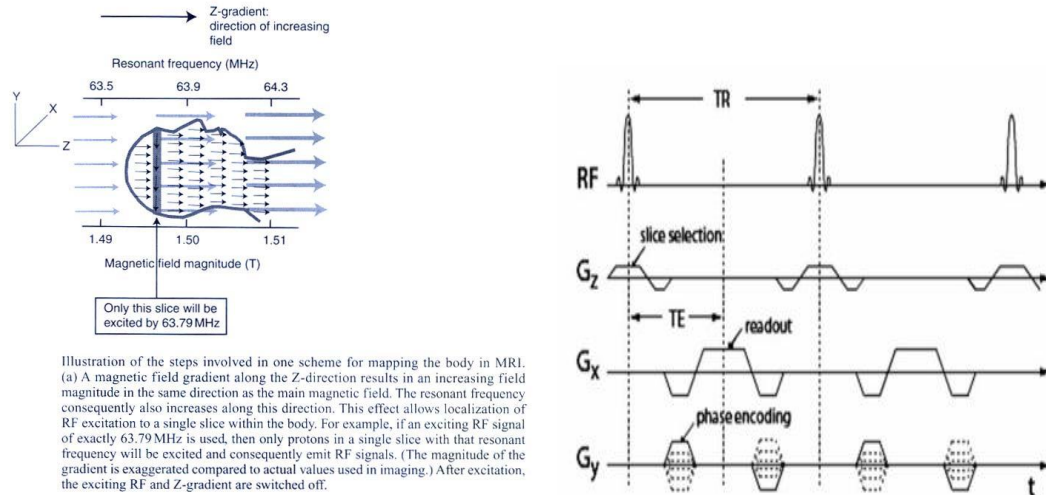 Z-gradient:
direction of increasing
field
Resonant frequency (MHz)
63.5 63.9 64.3
Y
X
Z
1.49 1.50 1.51
Magnetic field magnitude (T)
Only this slice will be
excited by 63.79 MHz
Illustration of the steps involved in one scheme for mapping the body in MRI.
(a) A magnetic field gradient along the Z-direction results in an increasing field
magnitude in the same direction as the main magnetic field. The resonant frequency
consequently also increases along this direction. This effect allows localization of
RF excitation to a single slice within the body. For example, if an exciting RF signal
of exactly 63.79 MHz is used, then only protons in a single slice with that resonant
frequency will be excited and consequently emit RF signals. (The magnitude of the
gradient is exaggerated compared to actual values used in imaging.) After excitation,
the exciting RF and Z-gradient are switched off.
TR
RF
slice selection
Gz
TE
readout
Gx
phase encoding
Gy
t